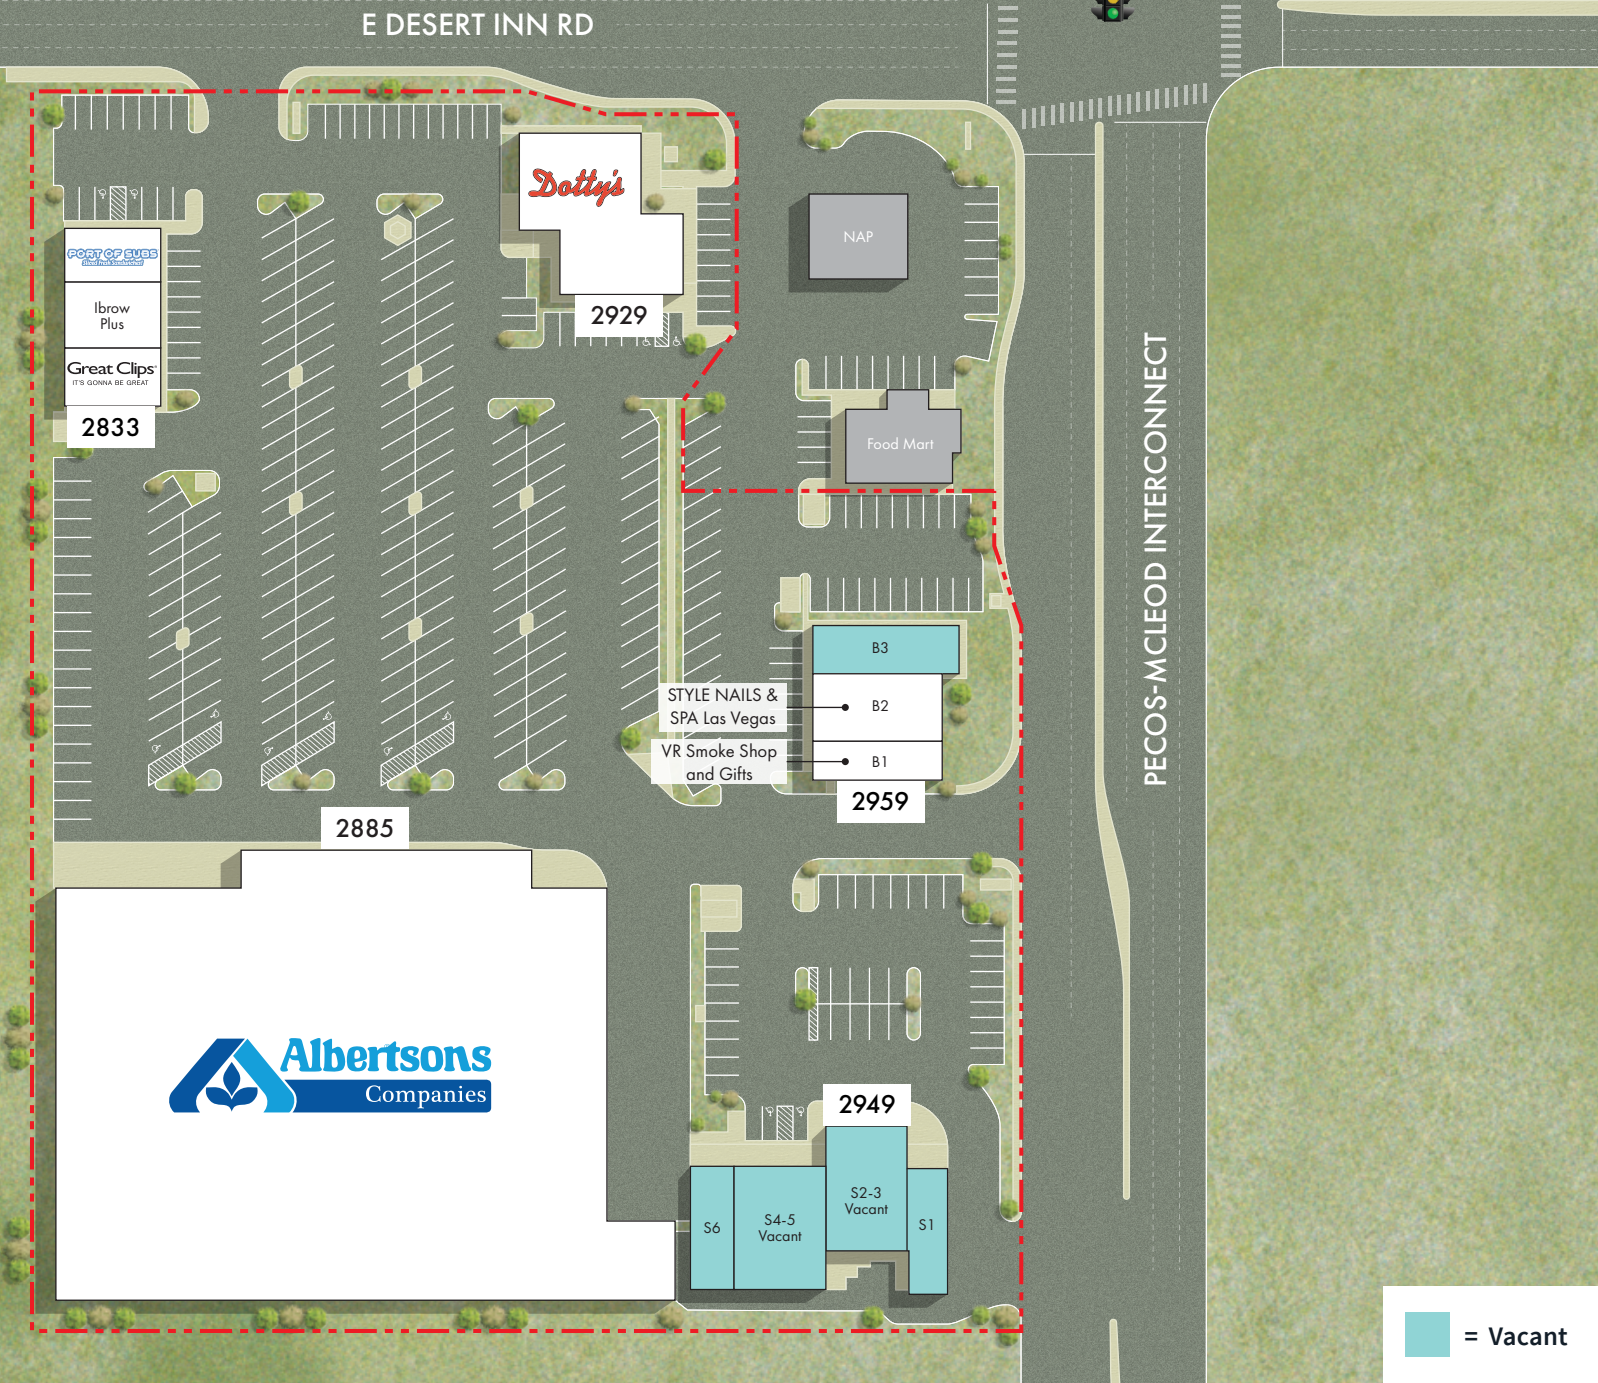 E DESERT INN RD
Dotty's
NAP
PORT OF SUBS
Ibrow
Plus
2929
Great Clips
IT'S GONNA BE GREAT
2833
Food Mart
PECOS-MCLEOD INTERCONNECT
B3
STYLE NAILS &
SPA Las Vegas
B2
VR Smoke Shop
and Gifts
B1
2959
2885
Albertsons
Companies
2949
S6
S4-5
Vacant
S2-3
Vacant
S1
= Vacant